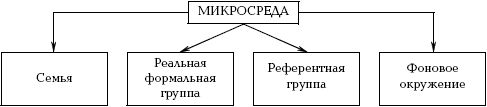 МИКРОСРЕДА
Семья
Реальная
формальная
группа
Референтная
группа
Фоновое
окружение